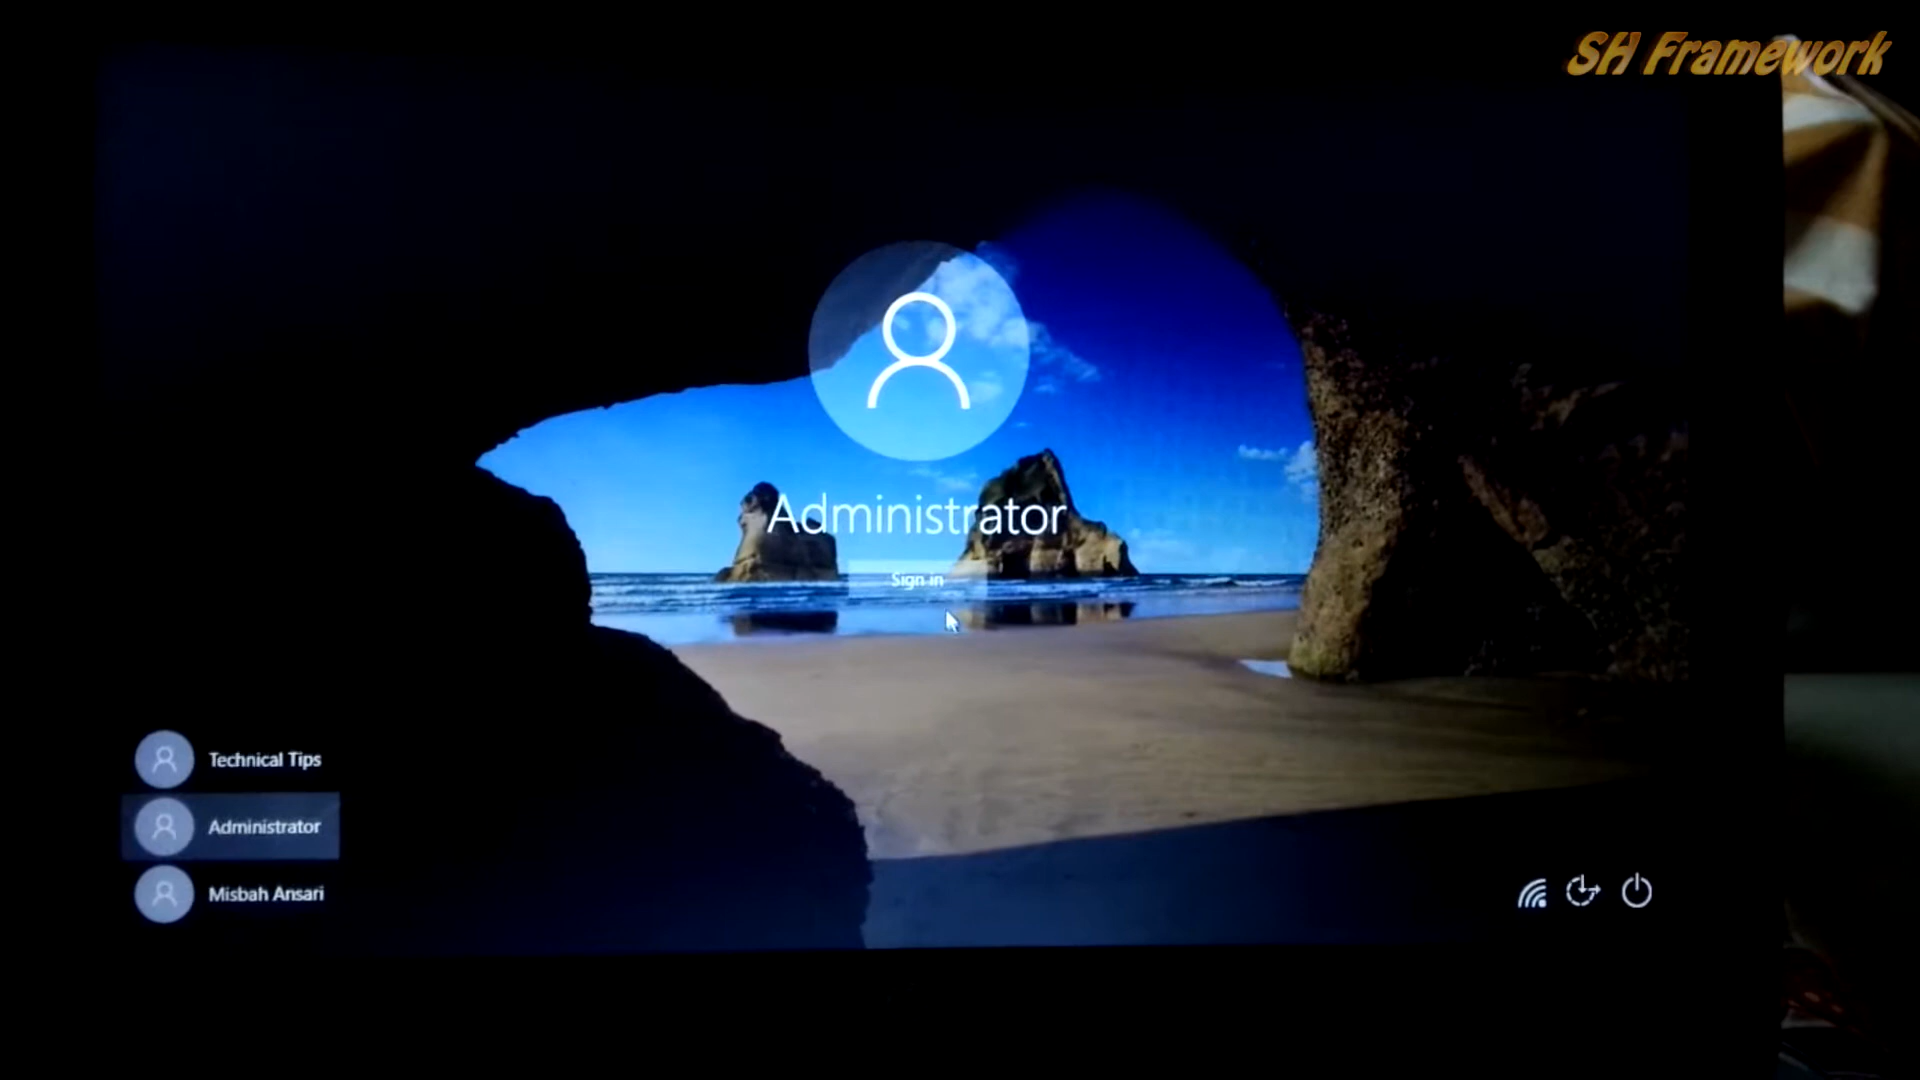 SH Framework
Administrator
Sign in
Technical Tips
Administrator
Misbah Ansari